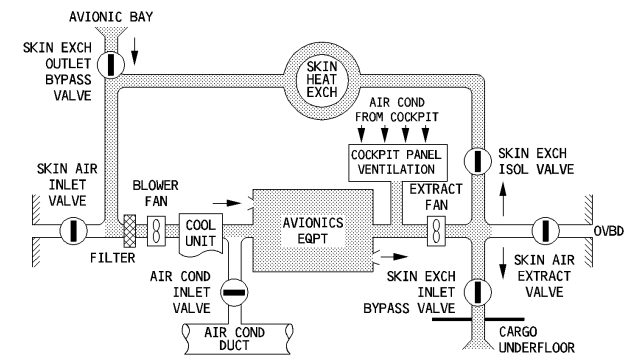 AVIONIC BAY
SKIN EXCH
OUTLET
BYPASS
VALVE
SKIN
HEAT
EXCH
AIR COND
FROM COCKPIT
COCKPIT PANEL
VENTILATION
SKIN EXCH
ISOL VALVE
SKIN AIR
INLET
VALVE
BLOWER
FAN
EXTRACT
FAN
COOL
UNIT
AVIONICS
EQPT
OVBD
FILTER
AIR COND
INLET
VALVE
SKIN EXCH
INLET
BYPASS VALVE
SKIN AIR
EXTRACT
VALVE
AIR COND
DUCT
CARGO
UNDERFLOOR